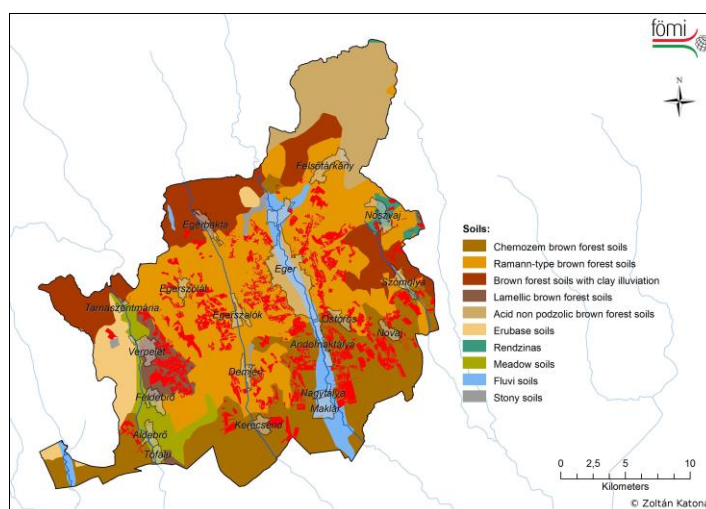 fömi
N
Felsőtárkány
Noszvaj
Egerbakta
Eger
Szomolya
Egerszólát
Tarnaszentmária
Egerszalók
Ostoros
Novaj
Andornaktálya
Verpelét
Demjén
Feldebrő
Nagytálya
Maklár
Kerecsend
Aldebrő
Tófalu
Soils:
Chemozem brown forest soils
Ramann-type brown forest soils
Brown forest soils with clay illuviation
Lamellic brown forest soils
Acid non podzolic brown forest soils
Erubase soils
Rendzinas
Meadow soils
Fluvi soils
Stony soils
0 2,5 5 10
Kilometers
© Zoltán Katona